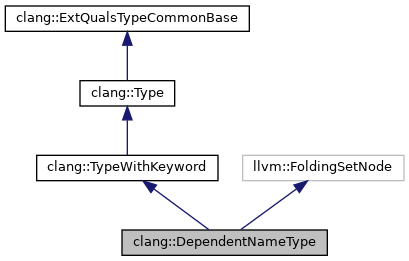 clang::ExtQualsTypeCommonBase
clang::Type
clang::TypeWithKeyword
llvm::FoldingSetNode
clang::DependentNameType